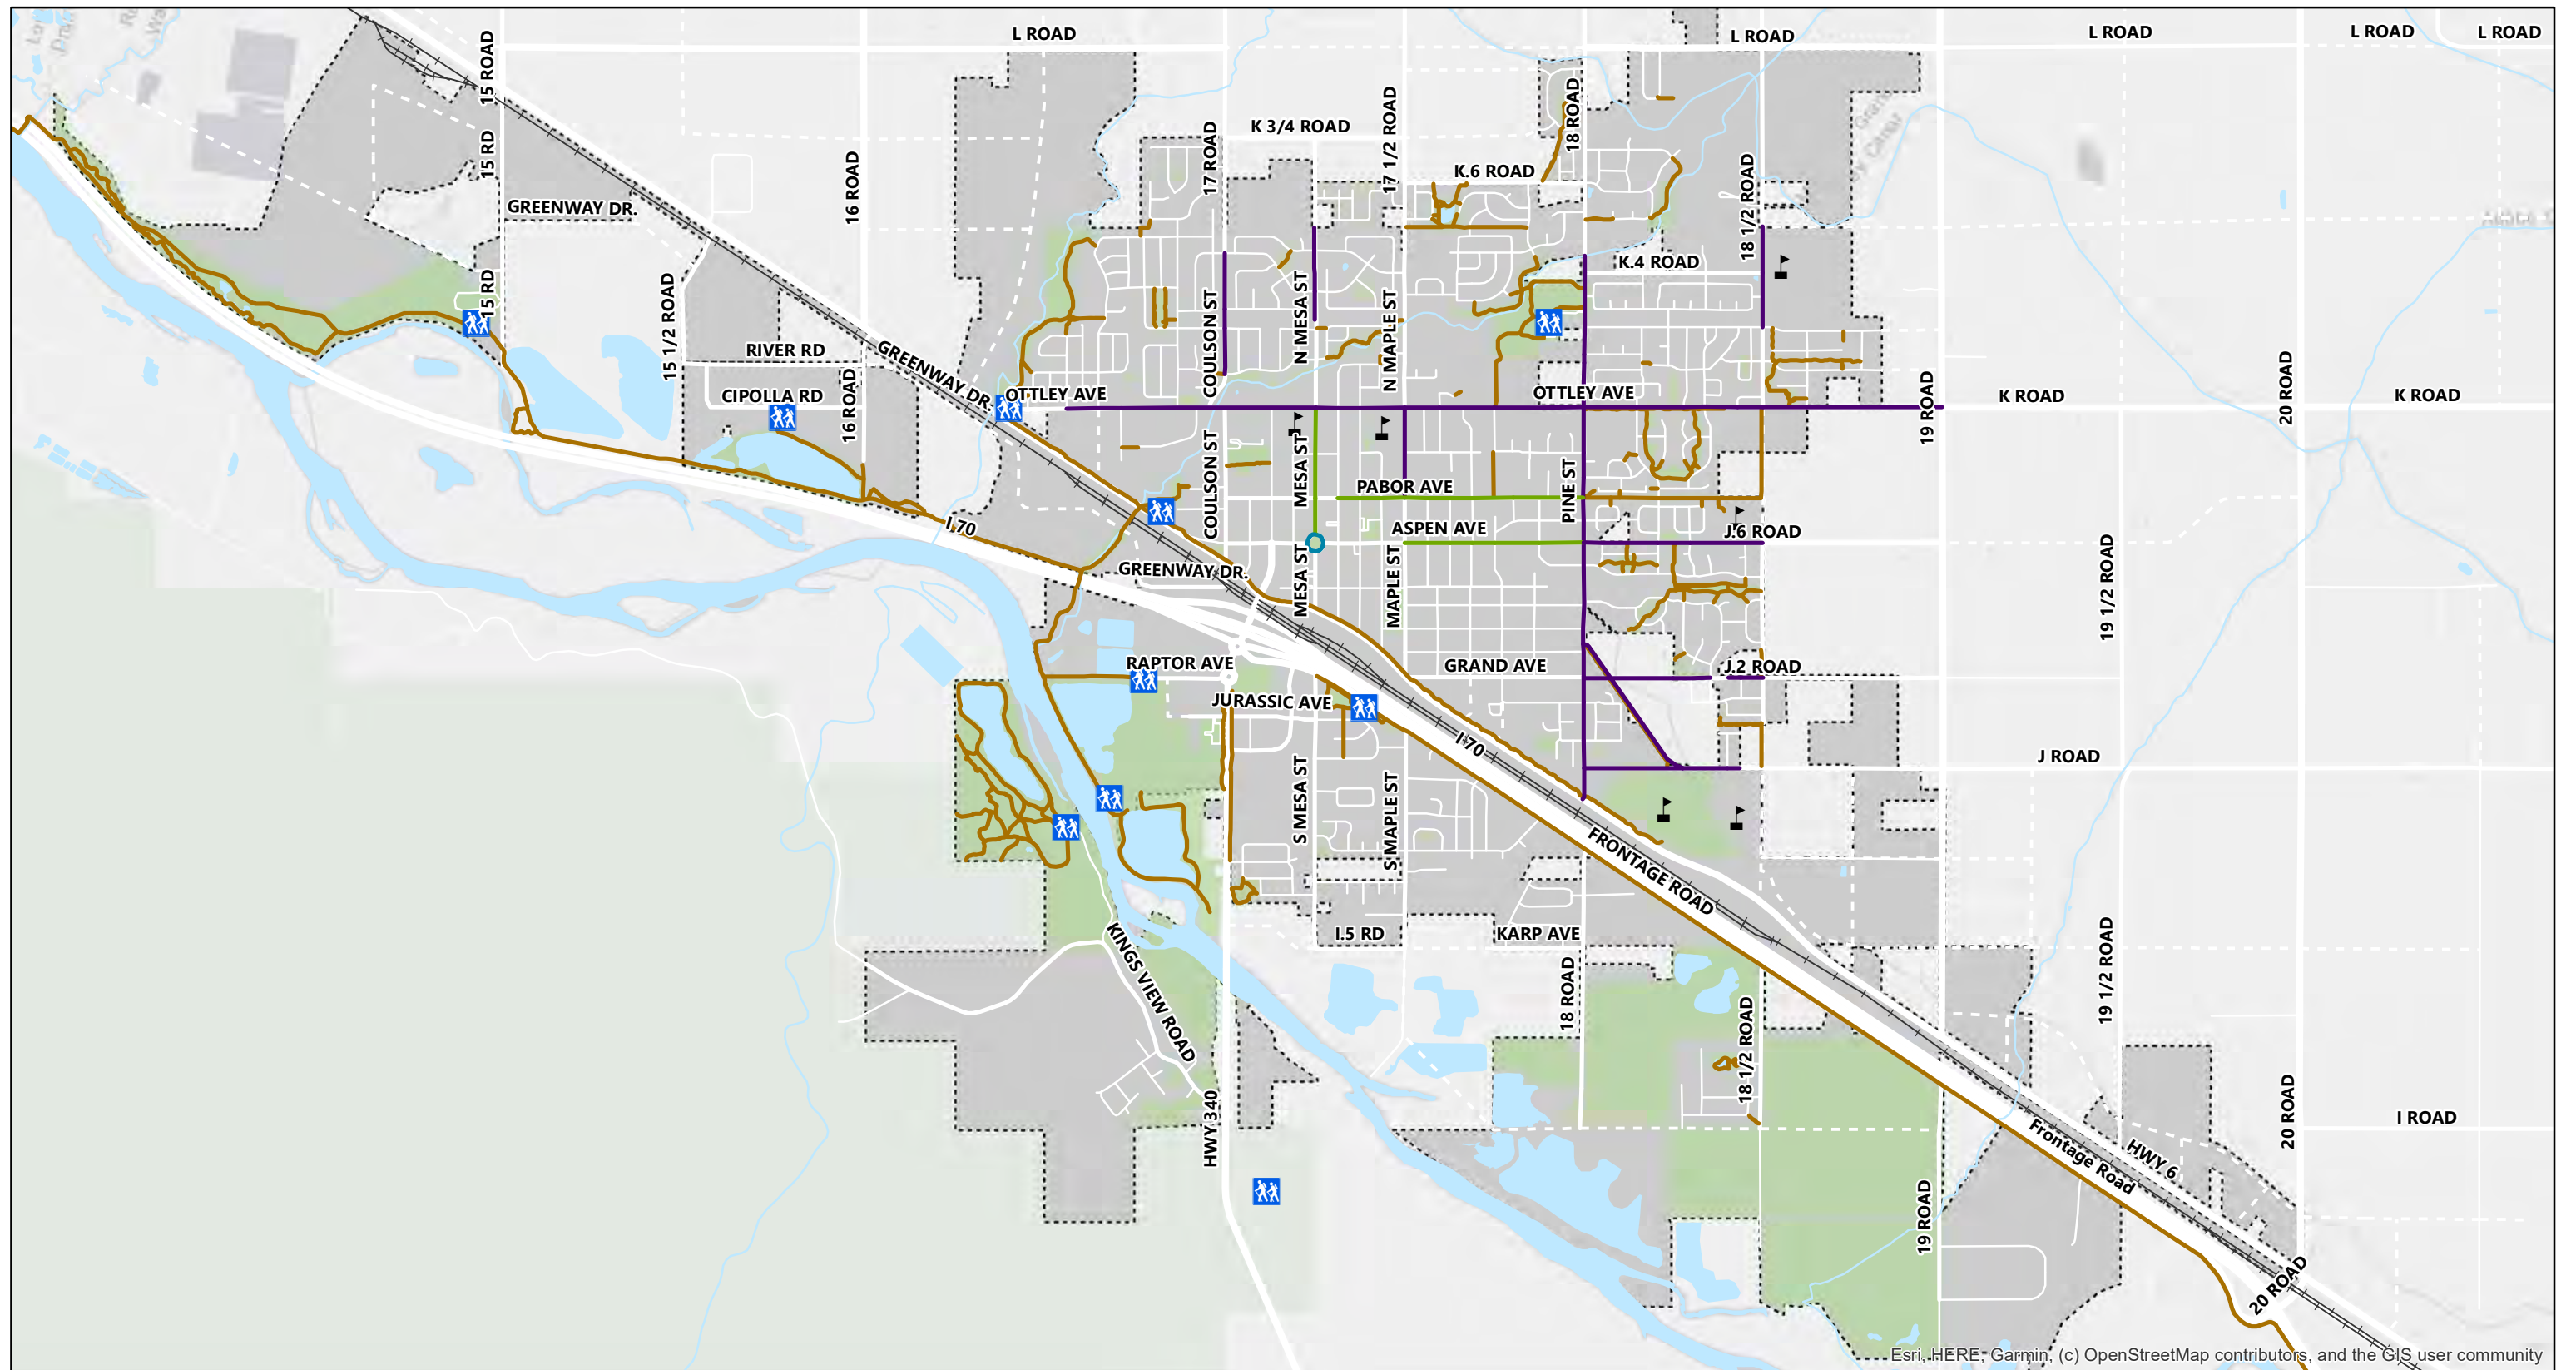 L ROAD
L ROAD
L ROAD
L ROAD
L ROAD
15 ROAD
15 RD
15 RD
K 3/4 ROAD
17 1/2 ROAD
18 ROAD
17 ROAD
16 ROAD
K.6 ROAD
18 1/2 ROAD
GREENWAY DR.
K.4 ROAD
15 1/2 ROAD
COULSON ST
N MESA ST
N MAPLE ST
RIVER RD
GREENWAY DR.
CIPOLLA RD
16 ROAD
OTTLEY AVE
OTTLEY AVE
19 ROAD
K ROAD
20 ROAD
K ROAD
COULSON ST
MESA ST
PABOR AVE
PINE ST
I 70
ASPEN AVE
J.6 ROAD
GREENWAY DR.
MESA ST
MAPLE ST
19 1/2 ROAD
RAPTOR AVE
GRAND AVE
J.2 ROAD
JURASSIC AVE
I 70
J ROAD
S MESA ST
S MAPLE ST
FRONTAGE ROAD
KINGS VIEW ROAD
I.5 RD
KARP AVE
18 ROAD
18 1/2 ROAD
19 1/2 ROAD
HWY 340
20 ROAD
I ROAD
19 ROAD
Frontage Road
HWY 6
20 ROAD
Esri, HERE, Garmin, (c) OpenStreetMap contributors, and the GIS user community